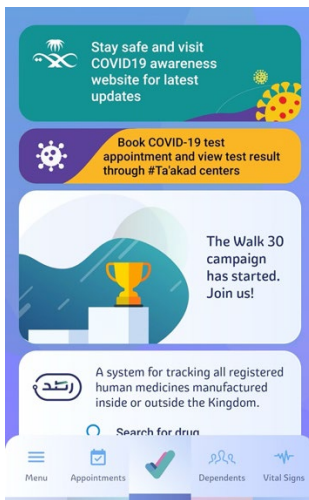 Stay safe and visit
COVID19 awareness
website for latest
updates
Book COVID-19 test
appointment and view test result
through #Ta'akad centers
The Walk 30
campaign
has started.
Join us!
رصد
A system for tracking all registered
human medicines manufactured
inside or outside the Kingdom.
Search for drug
Menu Appointments Dependents Vital Signs